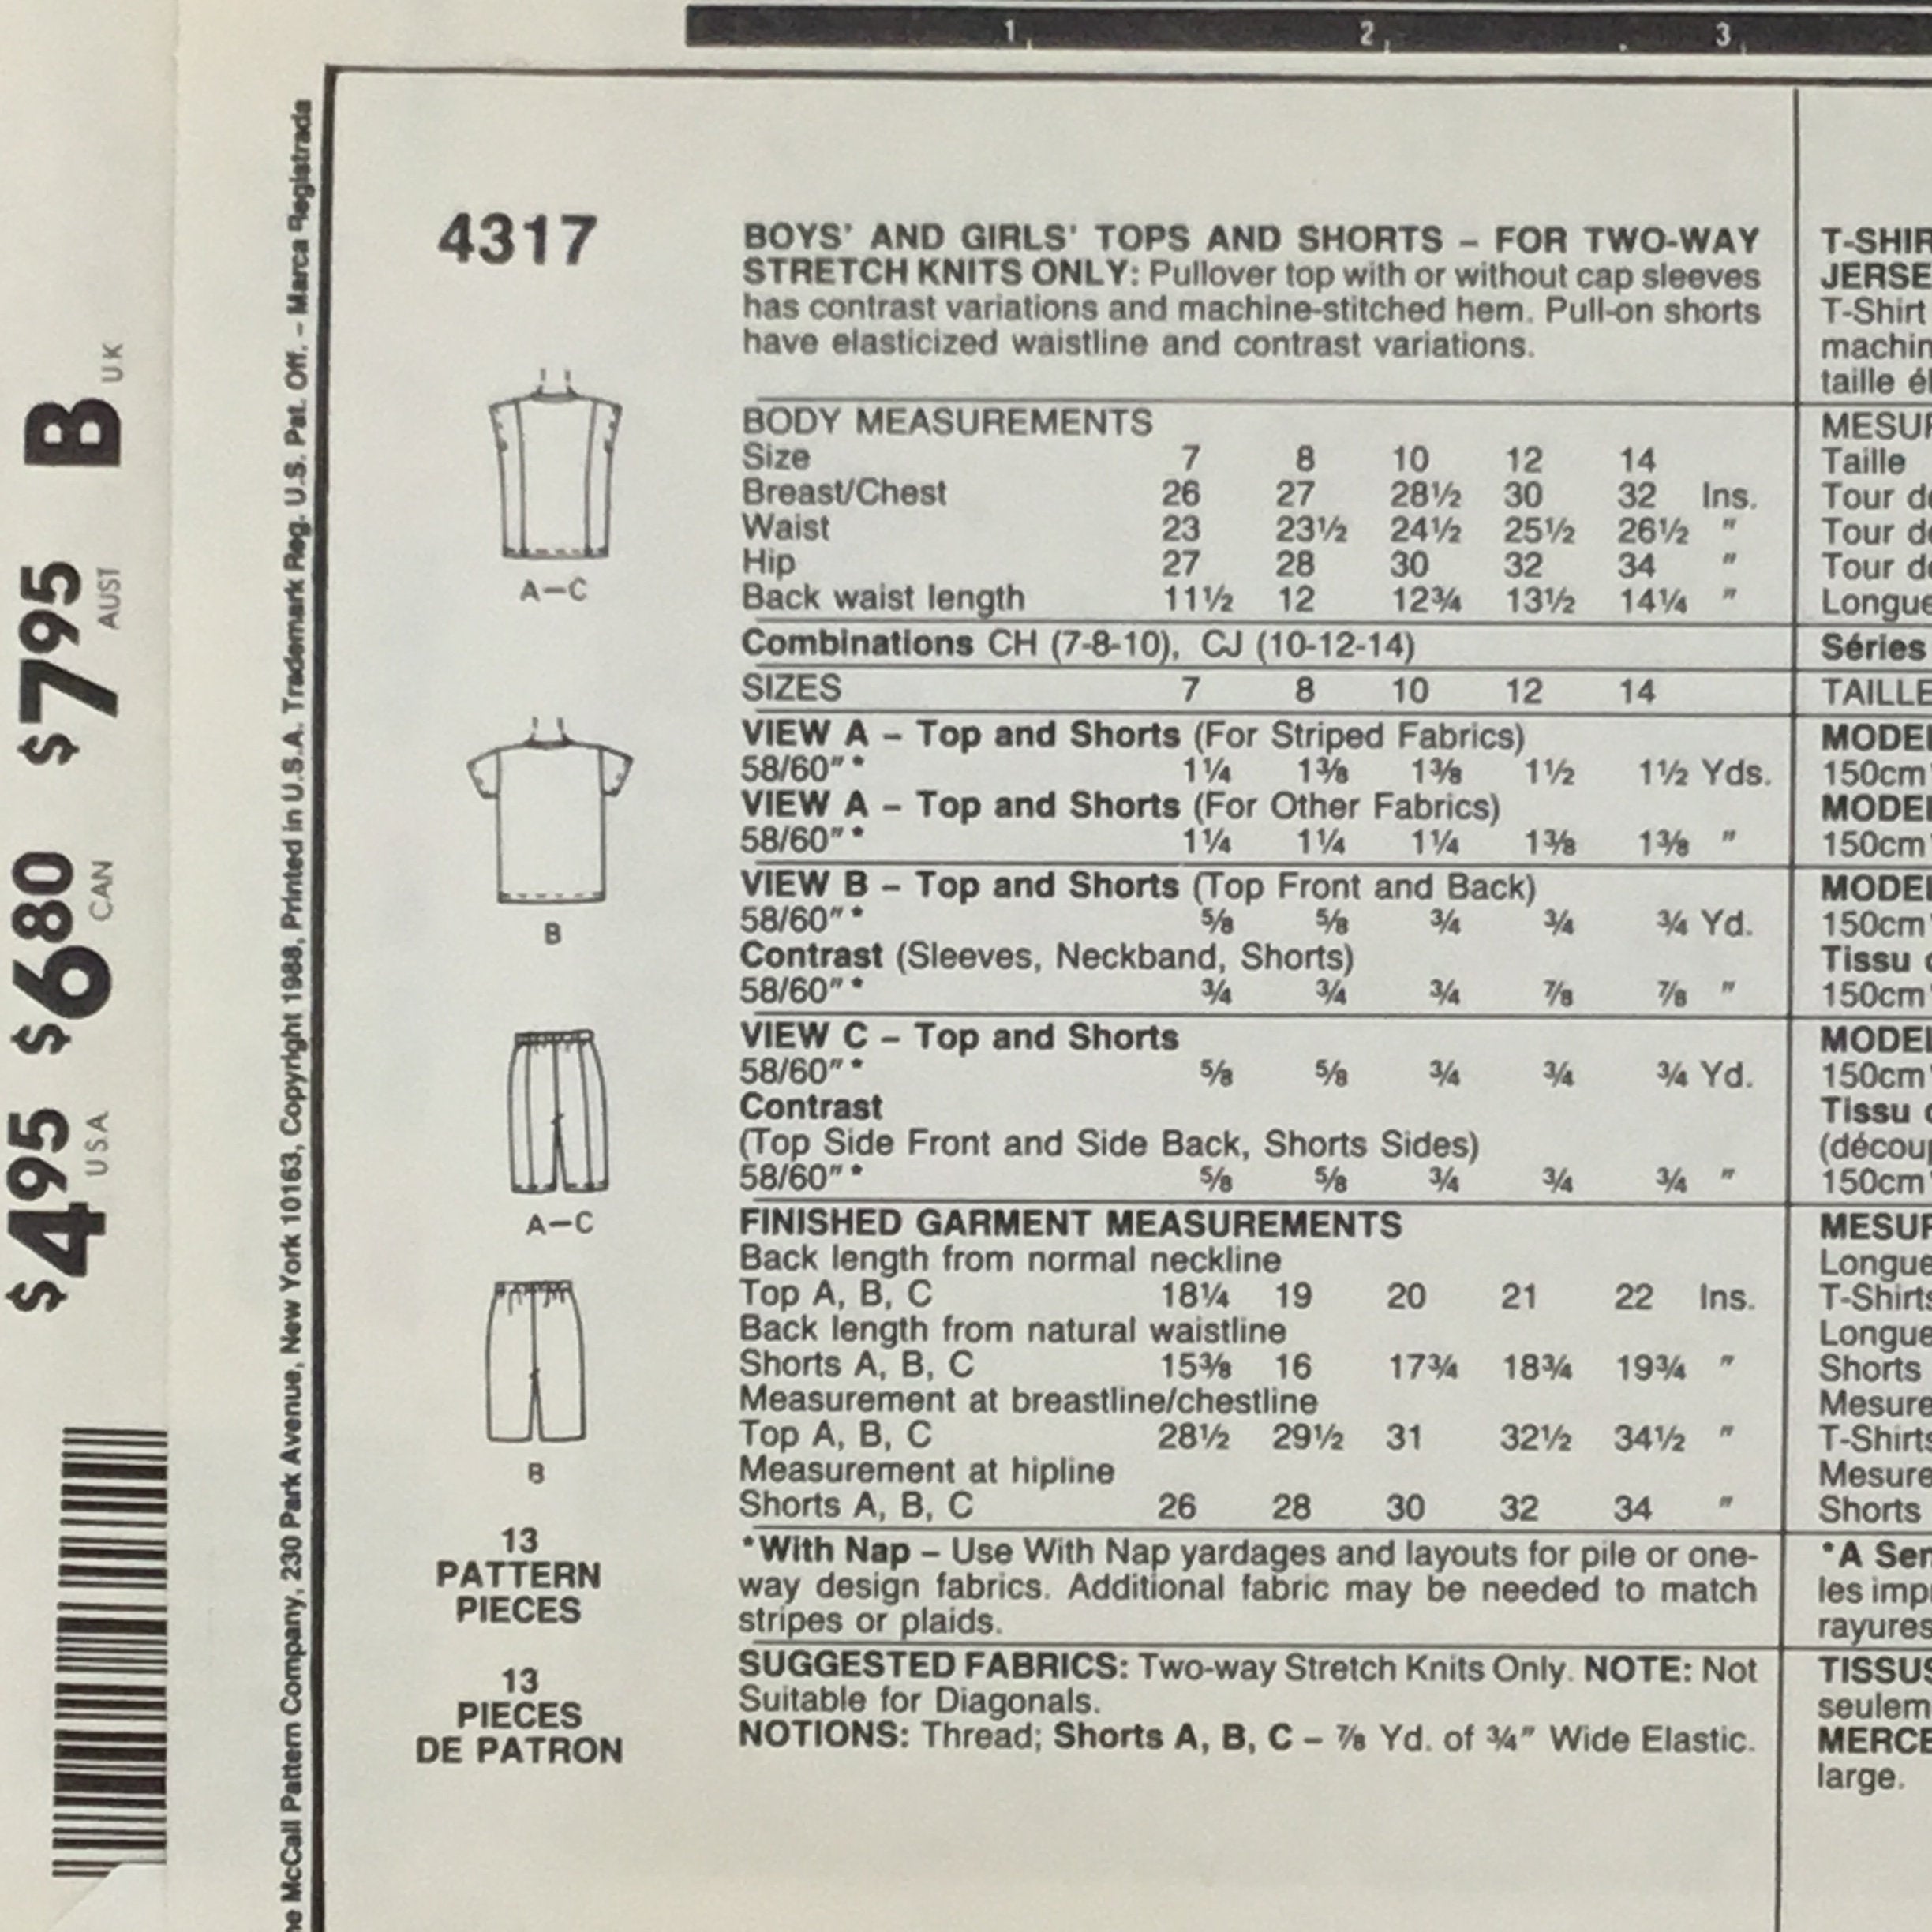 1 2 3
B U.K
$7.95 AUST
$6.80 CAN
$4.95 U.S.A
McCall Pattern Company, 230 Park Avenue, New York 10163, Copyright 1988, Printed in U.S.A. Trademark Reg. U.S. Pat. Off. – Marca Registrada
4317
A–C
B
A–C
B
13
PATTERN
PIECES
13
PIECES
DE PATRON
BOYS' AND GIRLS' TOPS AND SHORTS – FOR TWO-WAY
STRETCH KNITS ONLY: Pullover top with or without cap sleeves
has contrast variations and machine-stitched hem. Pull-on shorts
have elasticized waistline and contrast variations.
BODY MEASUREMENTS
Size 7 8 10 12 14
Breast/Chest 26 27 28½ 30 32 Ins.
Waist 23 23½ 24½ 25½ 26½ "
Hip 27 28 30 32 34 "
Back waist length 11½ 12 12¾ 13½ 14¼ "
Combinations CH (7-8-10), CJ (10-12-14)
SIZES 7 8 10 12 14
VIEW A – Top and Shorts (For Striped Fabrics)
58/60"* 1¼ 1⅜ 1⅜ 1½ 1½ Yds.
VIEW A – Top and Shorts (For Other Fabrics)
58/60"* 1¼ 1¼ 1¼ 1⅜ 1⅜ "
VIEW B – Top and Shorts (Top Front and Back)
58/60"* ⅝ ⅝ ¾ ¾ ¾ Yd.
Contrast (Sleeves, Neckband, Shorts)
58/60"* ¾ ¾ ¾ ⅞ ⅞ "
VIEW C – Top and Shorts
58/60"* ⅝ ⅝ ¾ ¾ ¾ Yd.
Contrast
(Top Side Front and Side Back, Shorts Sides)
58/60"* ⅝ ⅝ ¾ ¾ ¾ "
FINISHED GARMENT MEASUREMENTS
Back length from normal neckline
Top A, B, C 18¼ 19 20 21 22 Ins.
Back length from natural waistline
Shorts A, B, C 15⅜ 16 17¾ 18¾ 19¾ "
Measurement at breastline/chestline
Top A, B, C 28½ 29½ 31 32½ 34½ "
Measurement at hipline
Shorts A, B, C 26 28 30 32 34 "
*With Nap – Use With Nap yardages and layouts for pile or one-
way design fabrics. Additional fabric may be needed to match
stripes or plaids.
SUGGESTED FABRICS: Two-way Stretch Knits Only. NOTE: Not
Suitable for Diagonals.
NOTIONS: Thread; Shorts A, B, C – ⅞ Yd. of ¾" Wide Elastic.
T-SHIR
JERSE
T-Shirt
machin
taille él
MESUR
Taille
Tour de
Tour de
Tour de
Longue
Séries
TAILLE
MODEL
150cm*
MODEL
150cm*
MODEL
150cm*
Tissu c
150cm*
MODEL
150cm*
Tissu c
(découp
150cm*
MESUR
Longue
T-Shirts
Longue
Shorts
Mesure
T-Shirts
Mesure
Shorts
*A Sen
les imp
rayures
TISSUS
seulem
MERCE
large.